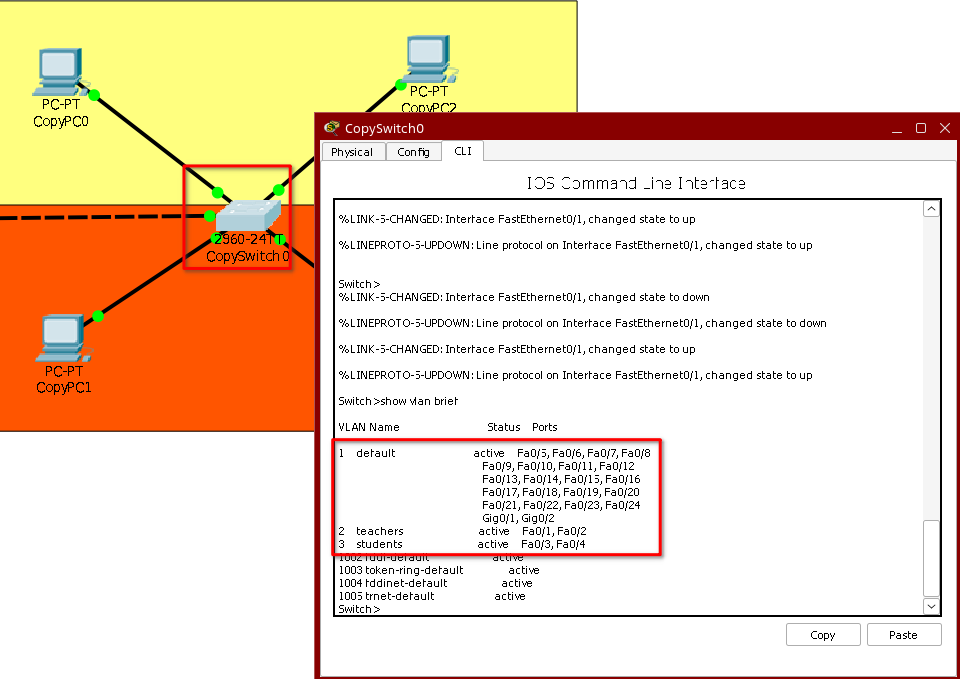 PC-PT
CopyPC0
PC-PT
CopyPC2
2960-24TT
CopySwitch0
PC-PT
CopyPC1
CopySwitch0
Physical Config CLI
IOS Command Line Interface
%LINK-5-CHANGED: Interface FastEthernet0/1, changed state to up
%LINEPROTO-5-UPDOWN: Line protocol on Interface FastEthernet0/1, changed state to up
Switch>
%LINK-5-CHANGED: Interface FastEthernet0/1, changed state to down
%LINEPROTO-5-UPDOWN: Line protocol on Interface FastEthernet0/1, changed state to down
%LINK-5-CHANGED: Interface FastEthernet0/1, changed state to up
%LINEPROTO-5-UPDOWN: Line protocol on Interface FastEthernet0/1, changed state to up
Switch>show vlan brief
VLAN Name Status Ports
1 default active Fa0/5, Fa0/6, Fa0/7, Fa0/8
Fa0/9, Fa0/10, Fa0/11, Fa0/12
Fa0/13, Fa0/14, Fa0/15, Fa0/16
Fa0/17, Fa0/18, Fa0/19, Fa0/20
Fa0/21, Fa0/22, Fa0/23, Fa0/24
Gig0/1, Gig0/2
2 teachers active Fa0/1, Fa0/2
3 students active Fa0/3, Fa0/4
1002 fddi-default active
1003 token-ring-default active
1004 fddinet-default active
1005 trnet-default active
Switch>
Copy Paste